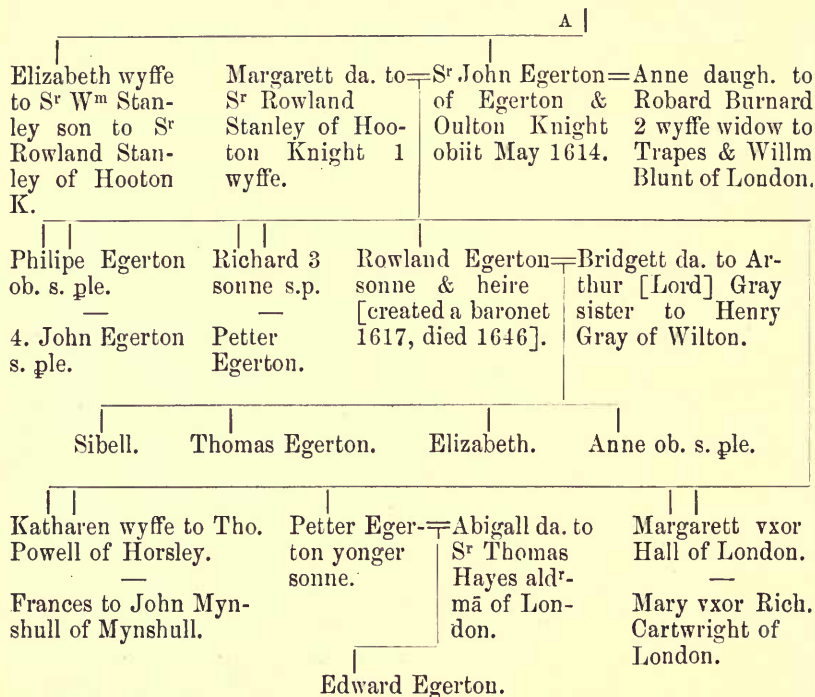 A
Elizabeth wyffe
to Sʳ Wᵐ Stan-
ley son to Sʳ
Rowland Stan-
ley of Hooton
K.
Margarett da. to
Sʳ Rowland
Stanley of Hoo-
ton Knight 1
wyffe.
Sʳ John Egerton
of Egerton &
Oulton Knight
obiit May 1614.
Anne daugh. to
Robard Burnard
2 wyffe widow to
Trapes & Willm
Blunt of London.
Philipe Egerton
ob. s. ꝑle.
—
4. John Egerton
s. ꝑle.
Richard 3
sonne s.p.
—
Petter
Egerton.
Rowland Egerton
sonne & heire
[created a baronet
1617, died 1646].
Bridgett da. to Ar-
thur [Lord] Gray
sister to Henry
Gray of Wilton.
Sibell. Thomas Egerton. Elizabeth. Anne ob. s. ꝑle.
Katharen wyffe to Tho.
Powell of Horsley.
—
Frances to John Myn-
shull of Mynshull.
Petter Eger-
ton yonger
sonne.
Abigall da. to
Sʳ Thomas
Hayes aldʳ-
mā of Lon-
don.
Margarett vxor
Hall of London.
—
Mary vxor Rich.
Cartwright of
London.
Edward Egerton.